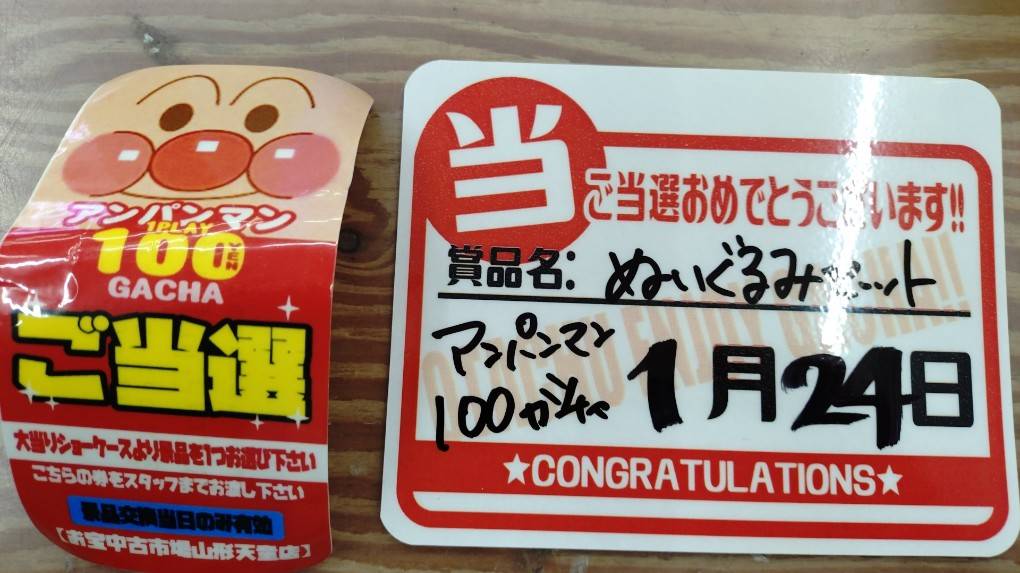 アンパンマン
1PLAY
100YEN
GACHA
ご当選
大当りショーケースより景品を1つお選び下さい
こちらの券をスタッフまでお渡し下さい
景品交換当日のみ有効
【お宝中古市場山形天童店】
当
ご当選おめでとうございます!!
賞品名: ぬいぐるみセット
アンパンマン
100ガチャ
1月24日
★CONGRATULATIONS★